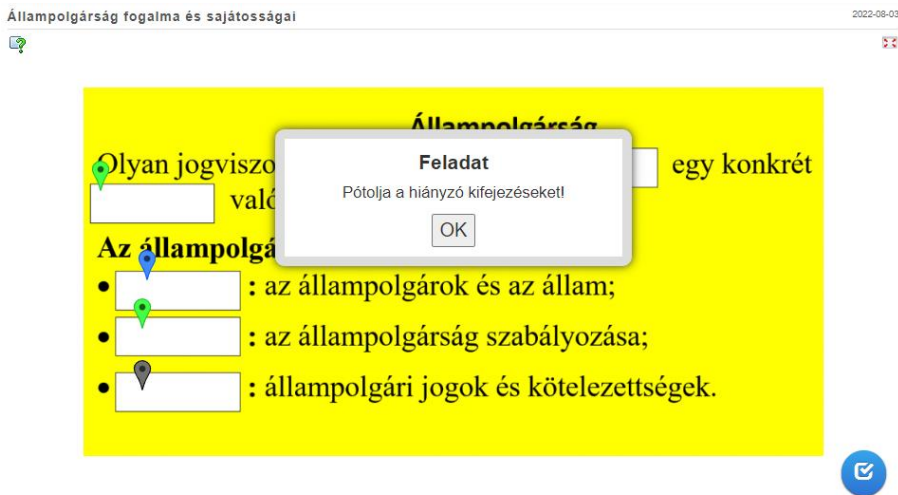 Állampolgárság fogalma és sajátosságai
2022-08-03
Állampolgárság
Olyan jogviszo egy konkrét
való
Feladat
Pótolja a hiányzó kifejezéseket!
OK
Az állampolgá
• : az állampolgárok és az állam;
• : az állampolgárság szabályozása;
• : állampolgári jogok és kötelezettségek.